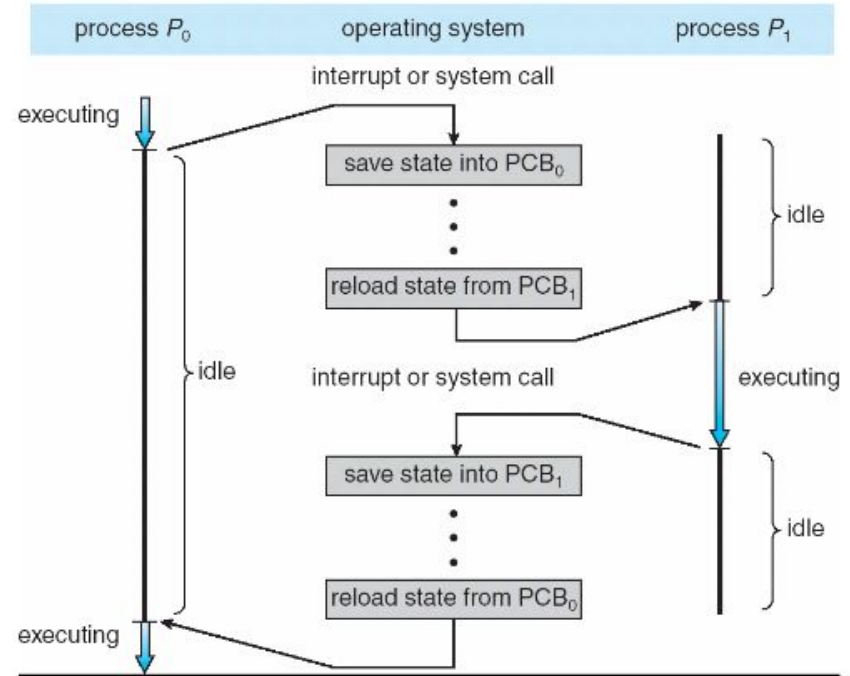 process P₀ operating system process P₁
interrupt or system call
executing
save state into PCB₀
idle
reload state from PCB₁
idle
interrupt or system call
executing
save state into PCB₁
idle
reload state from PCB₀
executing